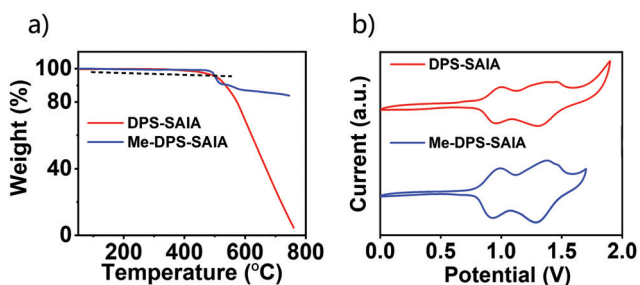 a)
100
80
40
0
Weight (%)
DPS-SAIA
Me-DPS-SAIA
200 400 600 800
Temperature (°C)
b)
Current (a.u.)
DPS-SAIA
Me-DPS-SAIA
0.0 0.5 1.0 1.5 2.0
Potential (V)